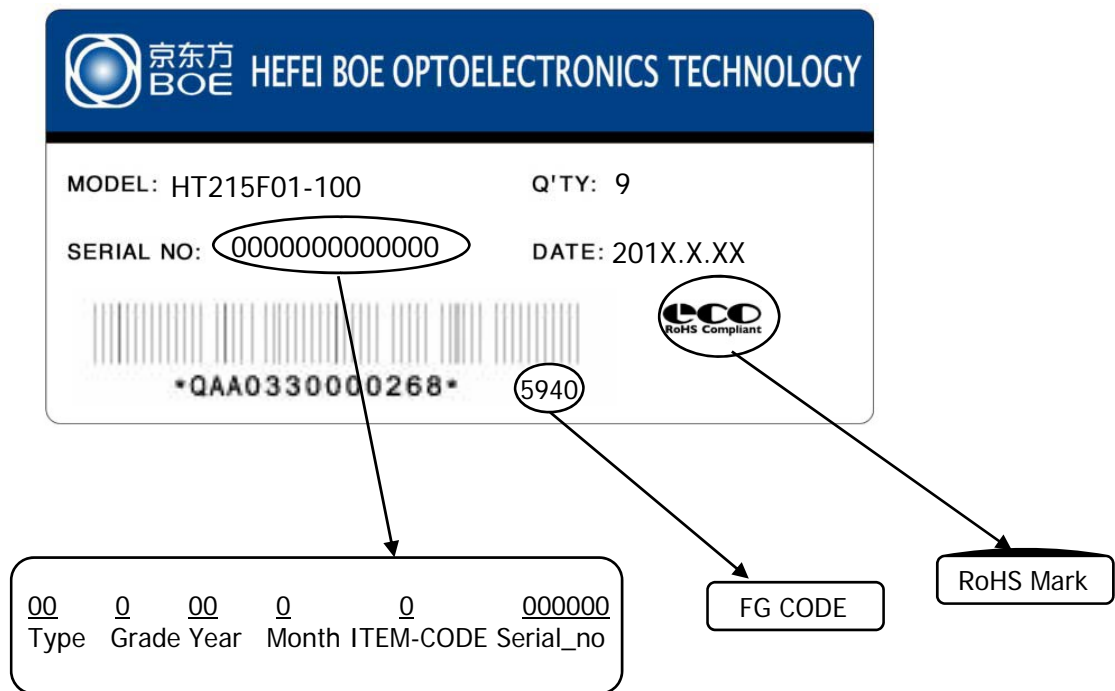 京东方
BOE HEFEI BOE OPTOELECTRONICS TECHNOLOGY
MODEL: HT215F01-100 Q'TY: 9
SERIAL NO: 0000000000000 DATE: 201X.X.XX
eco
RoHS Compliant
*QAA0330000268* 5940
00 0 00 0 0 000000
Type Grade Year Month ITEM-CODE Serial_no
FG CODE
RoHS Mark